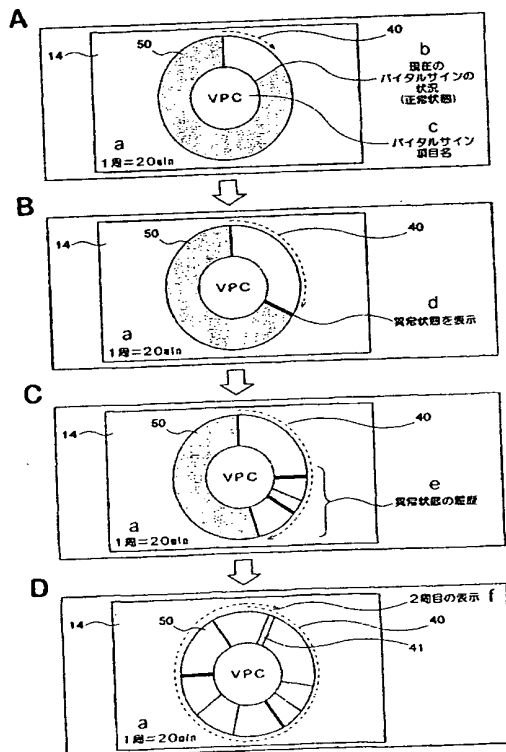 A
50
40
14
b
現在の
バイタルサインの
状況
(正常状態)
VPC
c
バイタルサイン
項目名
a
1周=20min
B
50
40
14
VPC
d
異常状態を表示
a
1周=20min
C
50
40
14
VPC
e
異常状態の履歴
a
1周=20min
D
2周目の表示 f
50
40
14
41
VPC
a
1周=20min